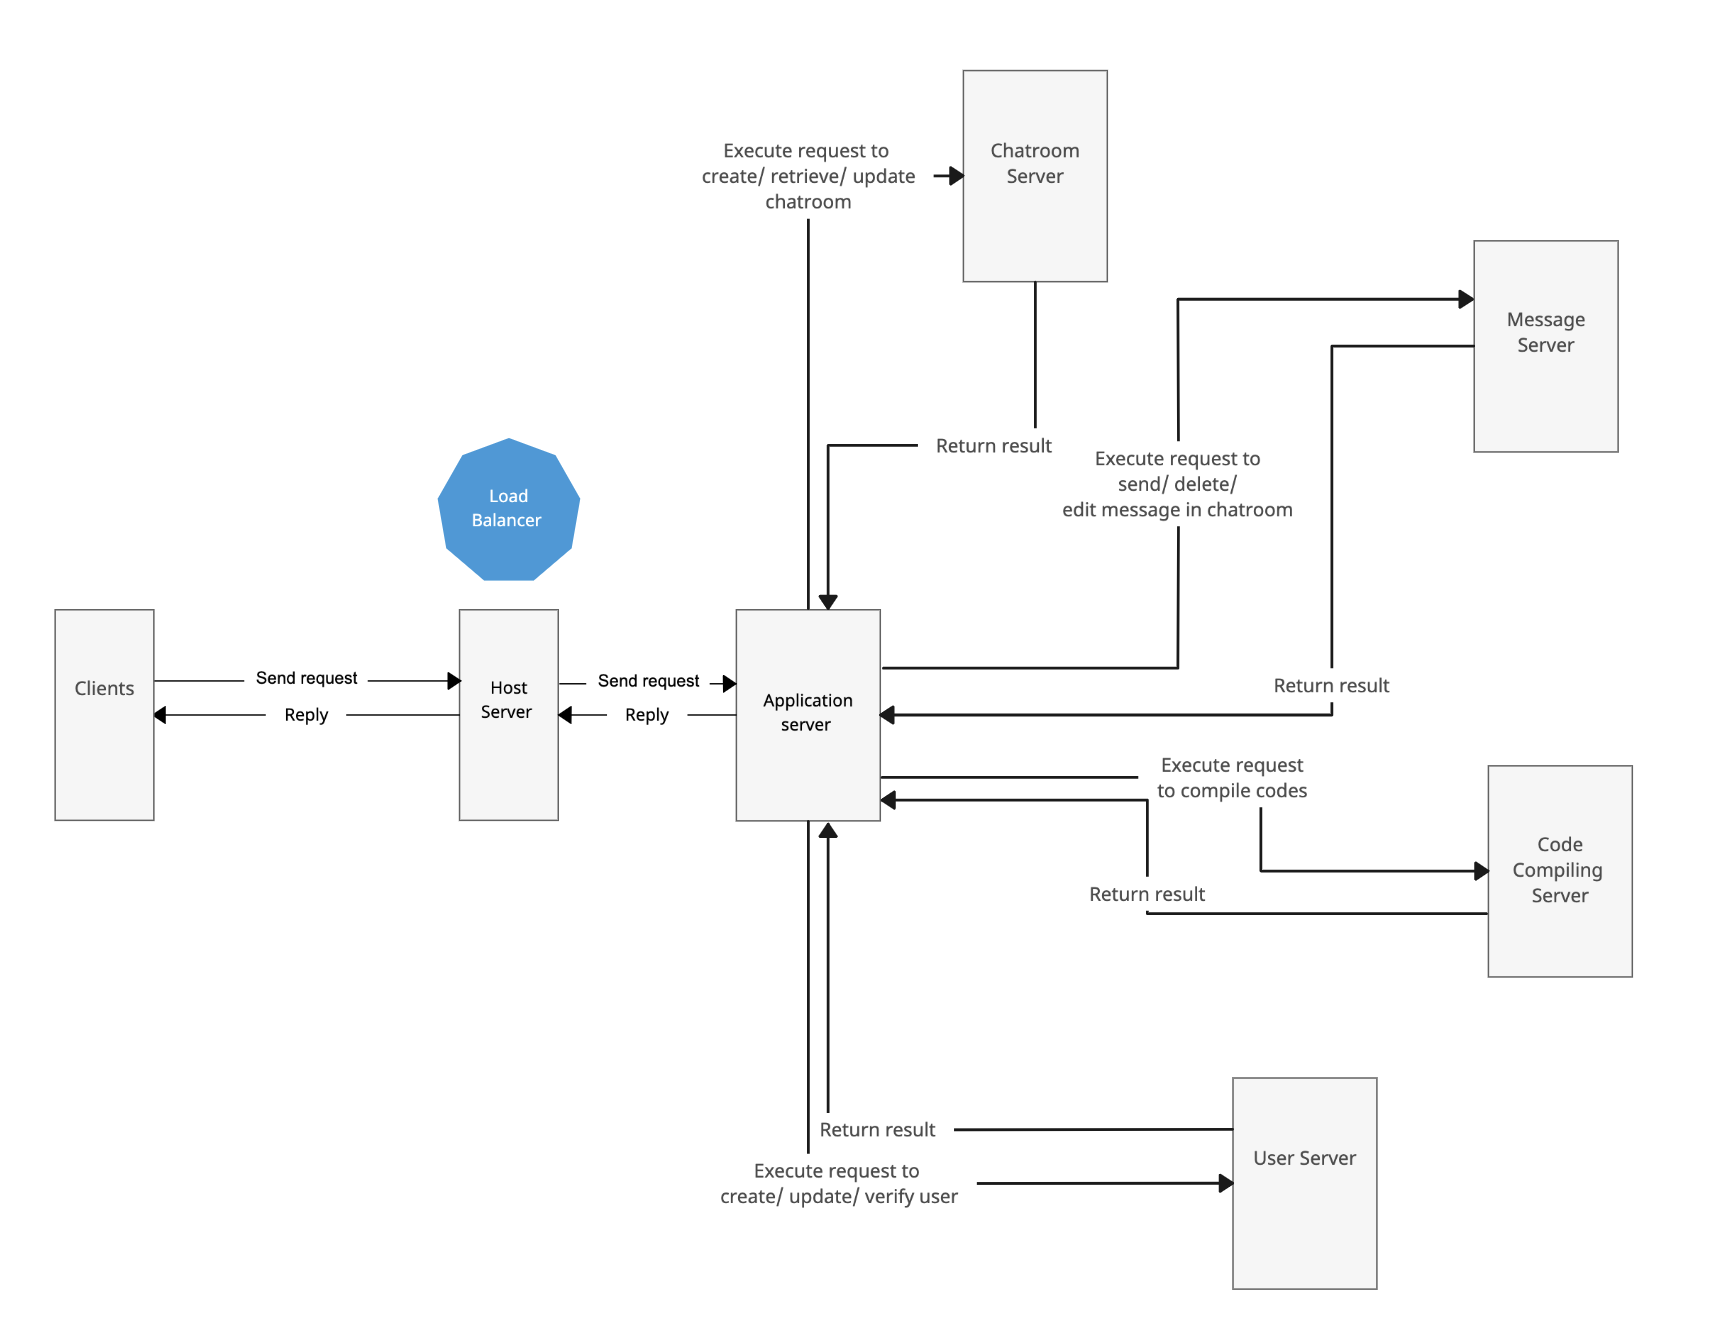 Execute request to
create/ retrieve/ update
chatroom
Chatroom
Server
Message
Server
Return result
Execute request to
send/ delete/
edit message in chatroom
Load
Balancer
Clients
Send request
Reply
Host
Server
Send request
Reply
Application
server
Return result
Execute request
to compile codes
Return result
Code
Compiling
Server
Return result
Execute request to
create/ update/ verify user
User Server